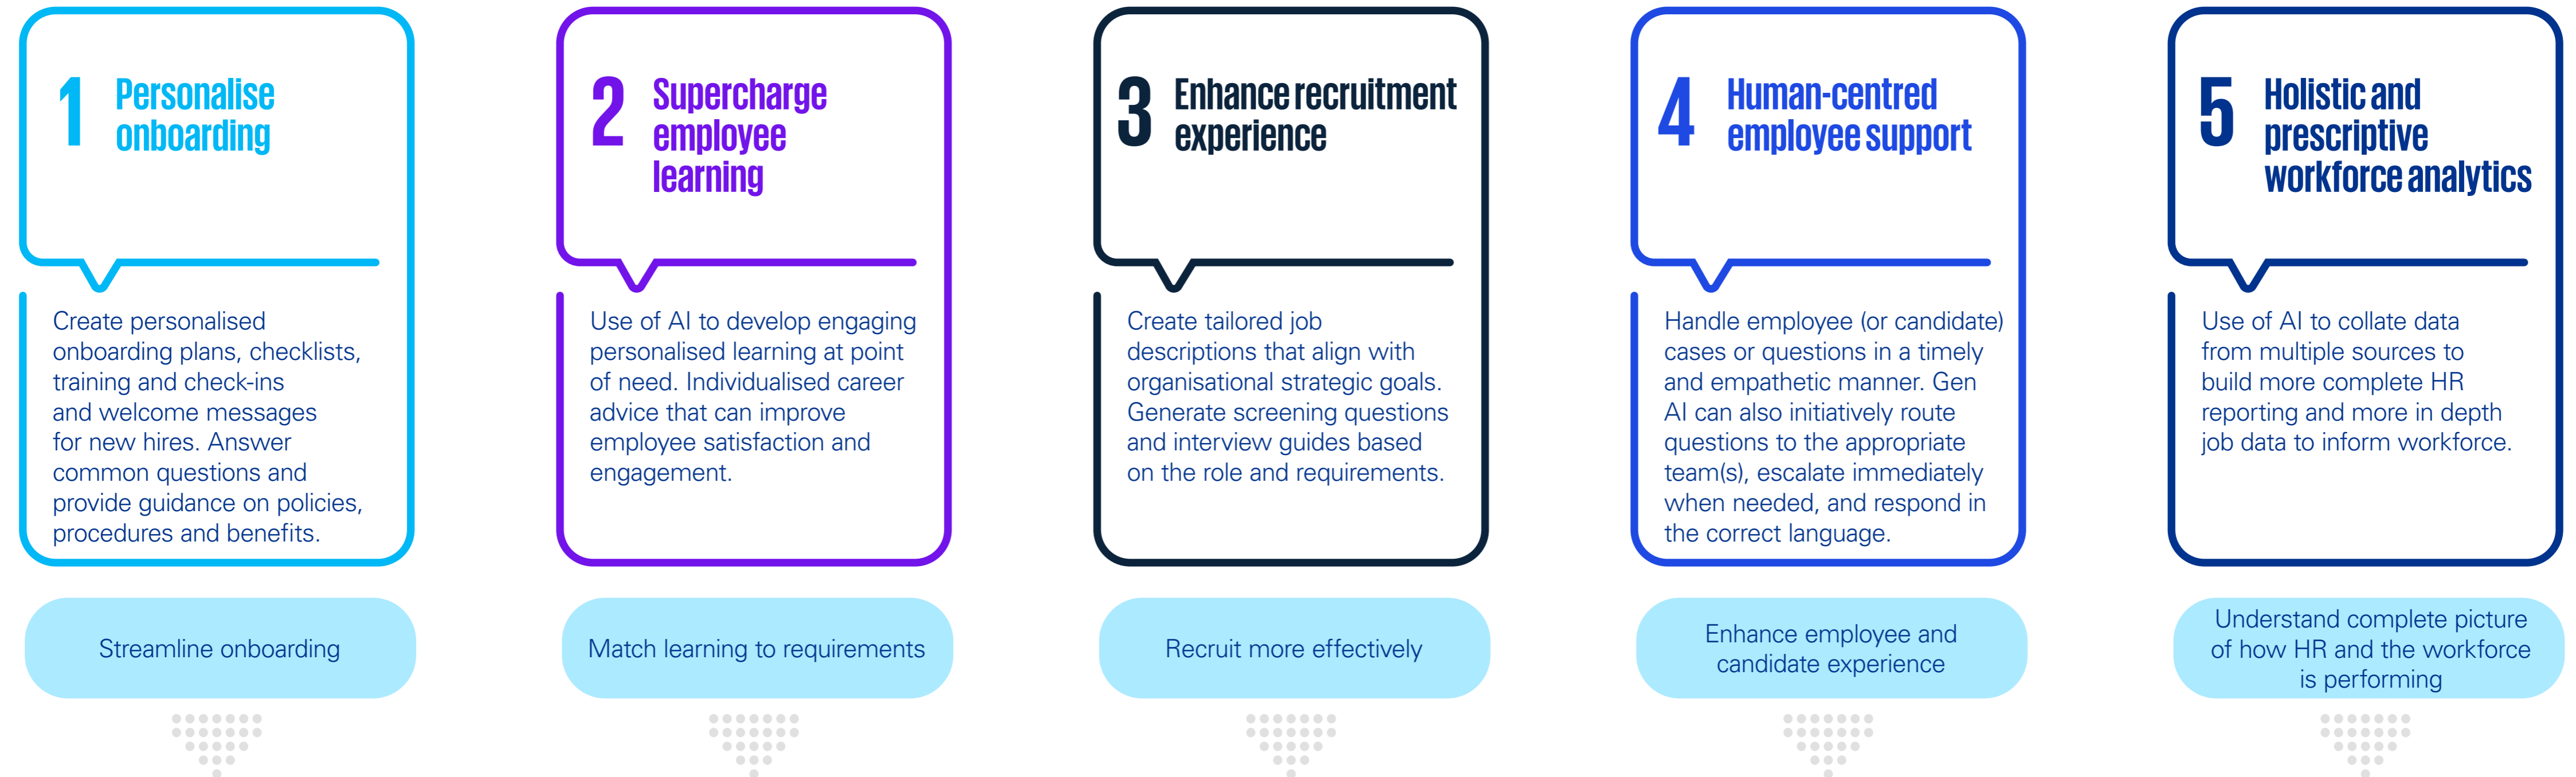 1
Personalise
onboarding
Create personalised
onboarding plans, checklists,
training and check-ins
and welcome messages
for new hires. Answer
common questions and
provide guidance on policies,
procedures and benefits.
Streamline onboarding
2
Supercharge
employee
learning
Use of AI to develop engaging
personalised learning at point
of need. Individualised career
advice that can improve
employee satisfaction and
engagement.
Match learning to requirements
3
Enhance recruitment
experience
Create tailored job
descriptions that align with
organisational strategic goals.
Generate screening questions
and interview guides based
on the role and requirements.
Recruit more effectively
4
Human-centred
employee support
Handle employee (or candidate)
cases or questions in a timely
and empathetic manner. Gen
AI can also initiatively route
questions to the appropriate
team(s), escalate immediately
when needed, and respond in
the correct language.
Enhance employee and
candidate experience
5
Holistic and
prescriptive
workforce analytics
Use of AI to collate data
from multiple sources to
build more complete HR
reporting and more in depth
job data to inform workforce.
Understand complete picture
of how HR and the workforce
is performing